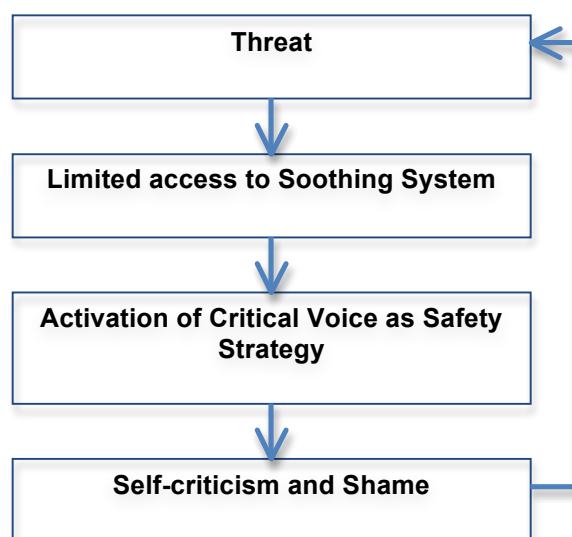 Threat
Limited access to Soothing System
Activation of Critical Voice as Safety
Strategy
Self-criticism and Shame